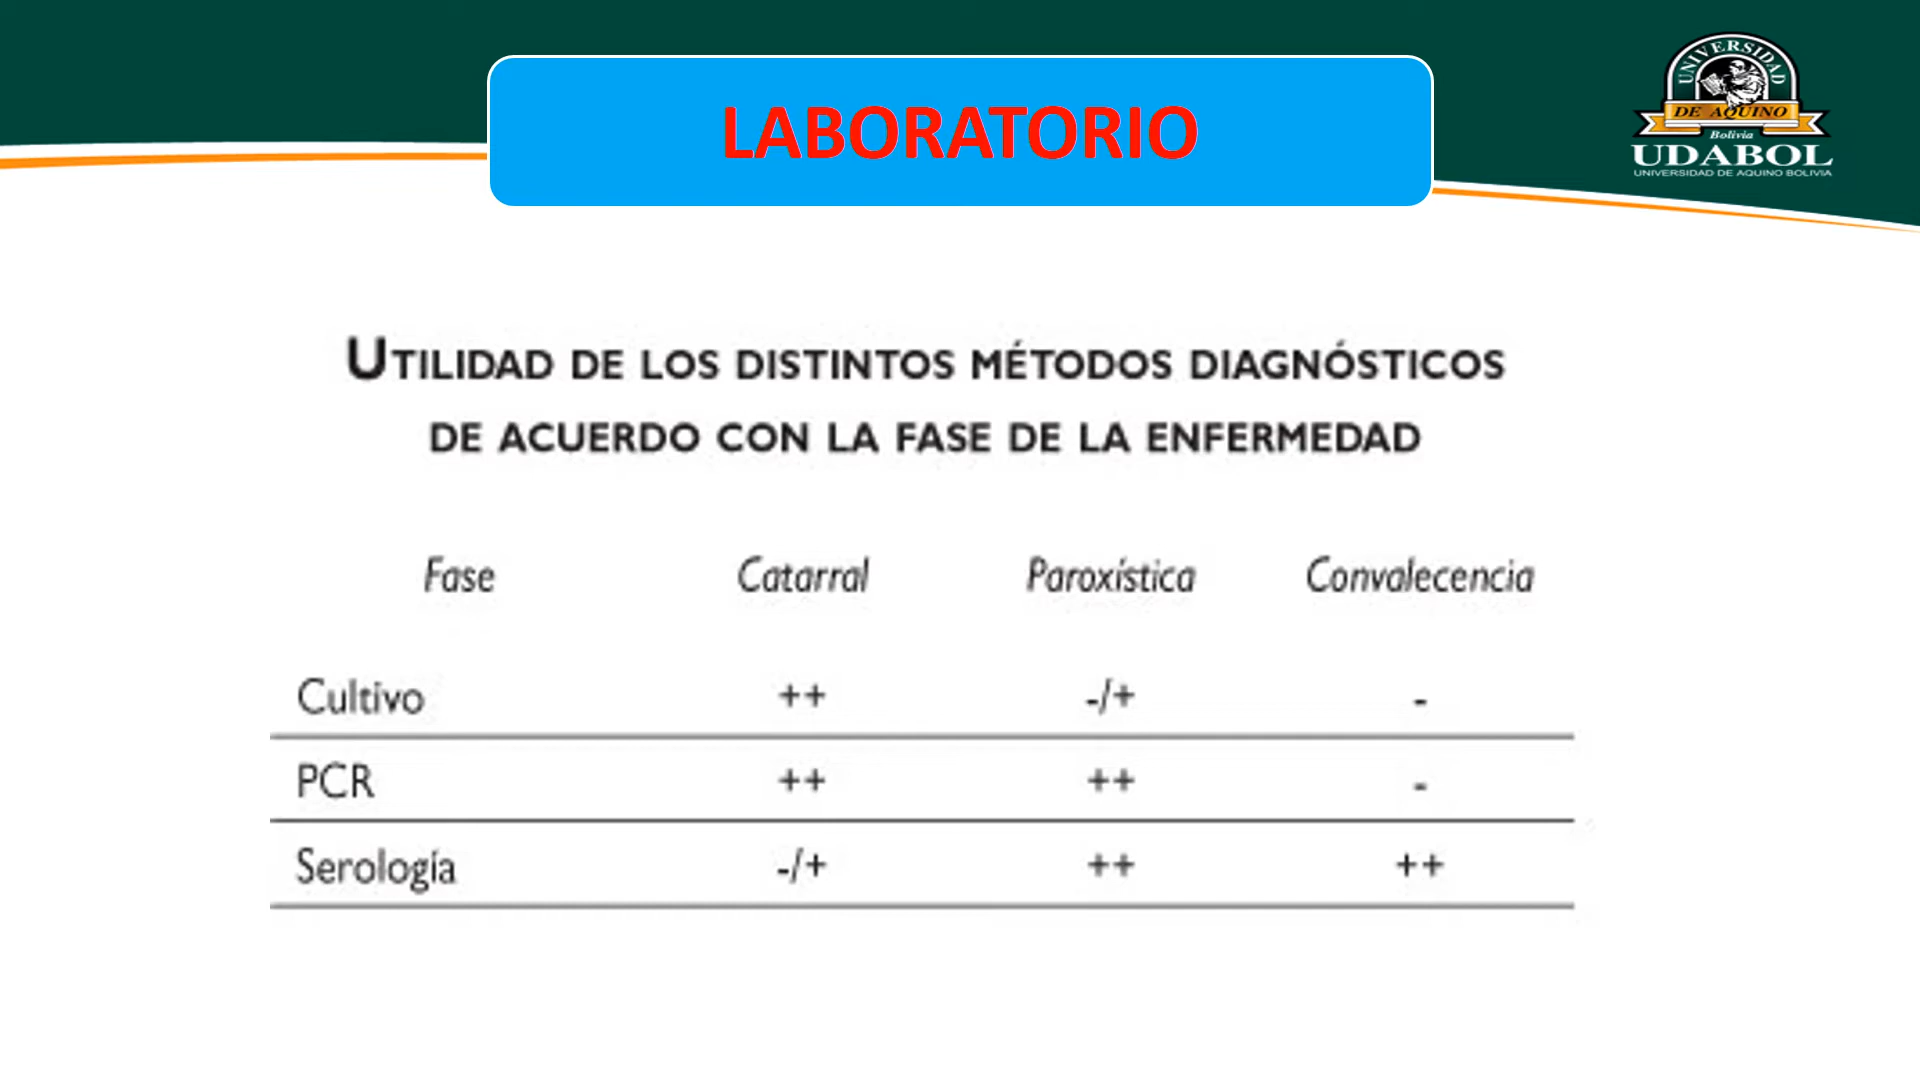 LABORATORIO
UNIVERSIDAD
DE AQUINO
Bolivia
UDABOL
UNIVERSIDAD DE AQUINO BOLIVIA
UTILIDAD DE LOS DISTINTOS MÉTODOS DIAGNÓSTICOS
DE ACUERDO CON LA FASE DE LA ENFERMEDAD
Fase Catarral Paroxística Convalecencia
Cultivo ++ -/+ -
PCR ++ ++ -
Serología -/+ ++ ++